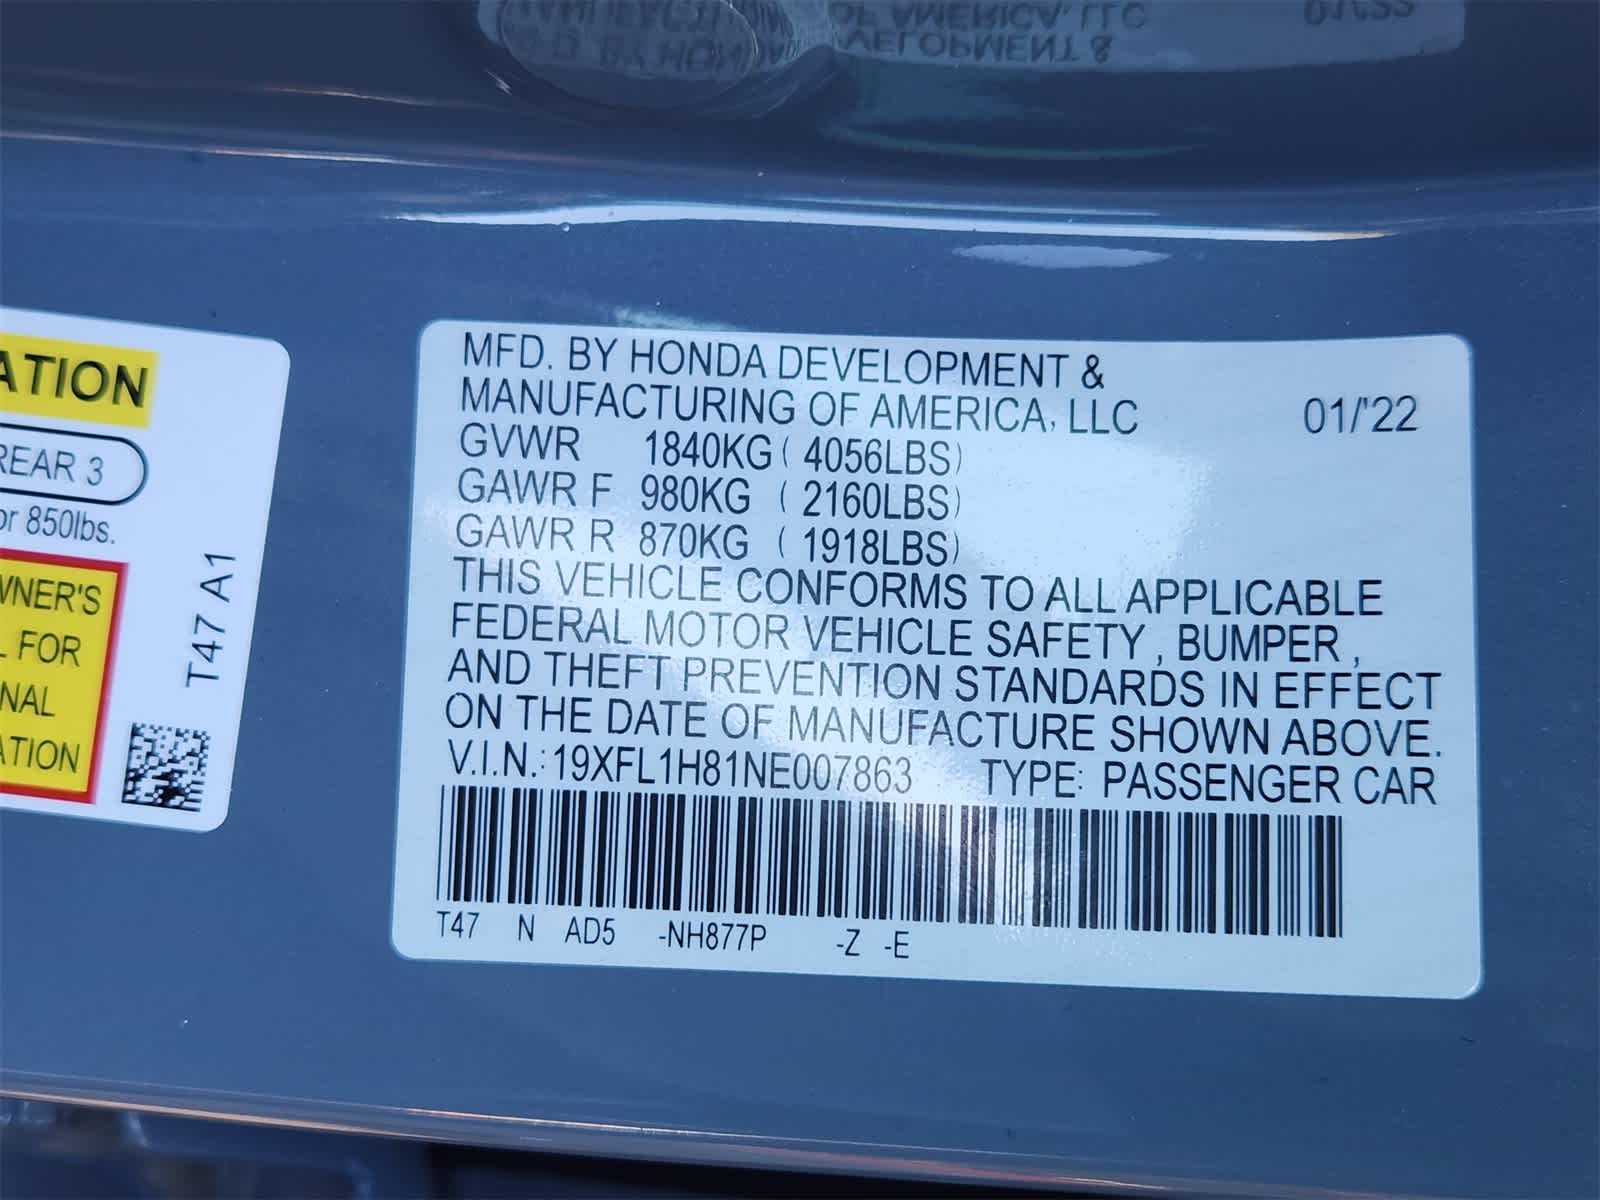 MFD. BY HONDA DEVELOPMENT &
MANUFACTURING OF AMERICA, LLC 01/'22
GVWR 1840KG ( 4056LBS)
GAWR F 980KG ( 2160LBS)
GAWR R 870KG ( 1918LBS)
THIS VEHICLE CONFORMS TO ALL APPLICABLE
FEDERAL MOTOR VEHICLE SAFETY , BUMPER ,
AND THEFT PREVENTION STANDARDS IN EFFECT
ON THE DATE OF MANUFACTURE SHOWN ABOVE.
V.I.N.: 19XFL1H81NE007863 TYPE: PASSENGER CAR
T47 N AD5 -NH877P -Z -E
ATION
REAR 3
or 850lbs.
WNER'S
L FOR
NAL
ATION
T47 A1